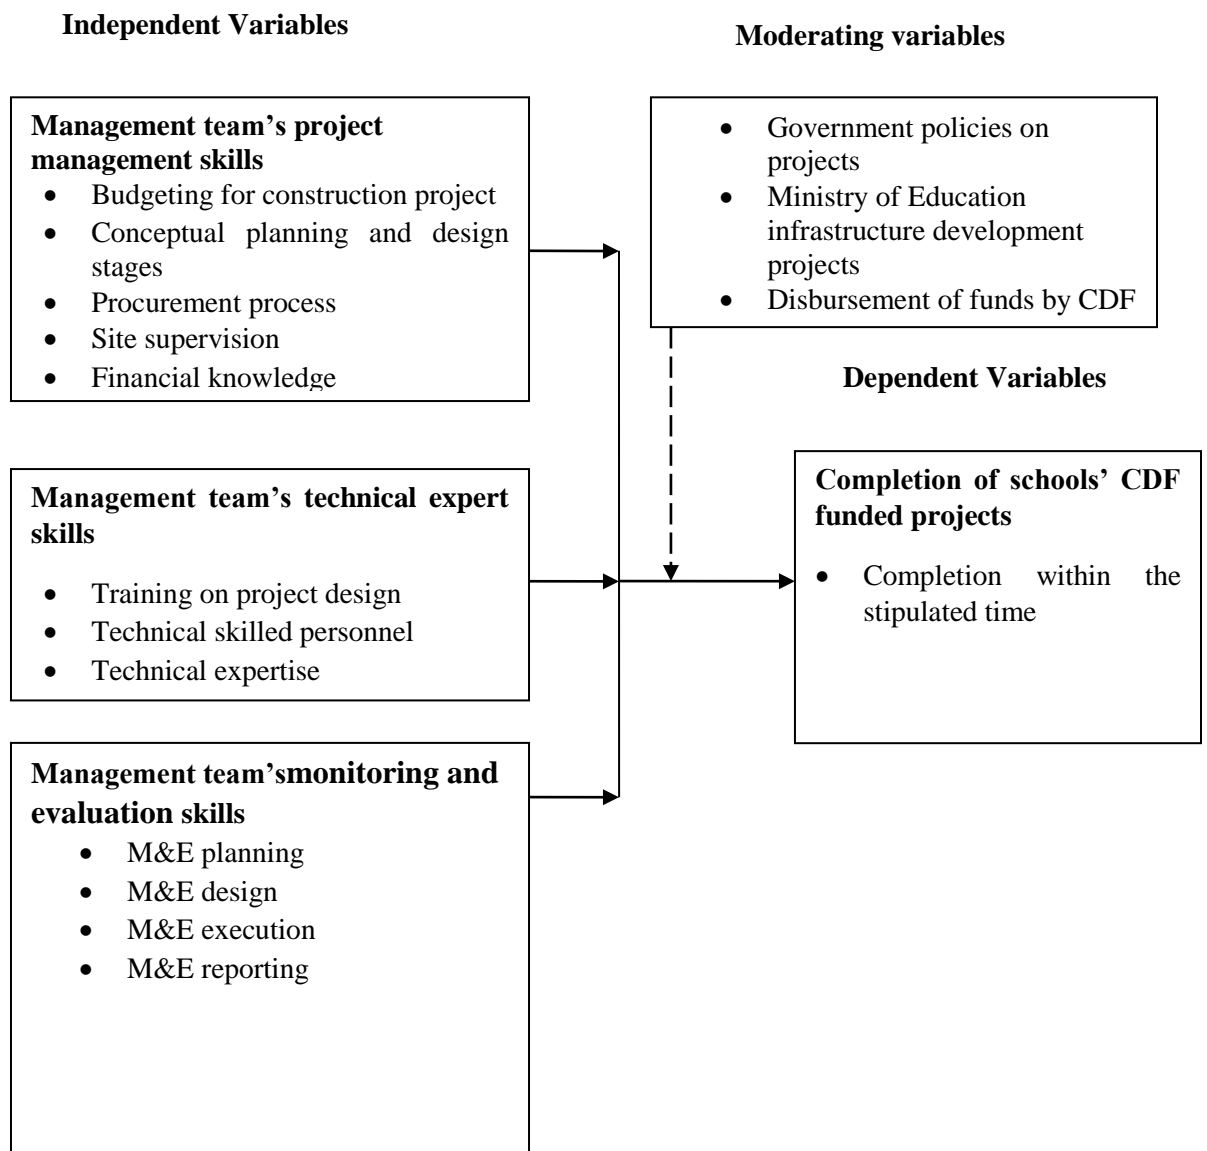 Independent Variables
Moderating variables
Management team's project
management skills
• Budgeting for construction project
• Conceptual planning and design
stages
• Procurement process
• Site supervision
• Financial knowledge
• Government policies on
projects
• Ministry of Education
infrastructure development
projects
• Disbursement of funds by CDF
Dependent Variables
Management team's technical expert
skills
• Training on project design
• Technical skilled personnel
• Technical expertise
Completion of schools' CDF
funded projects
• Completion within the
stipulated time
Management team'smonitoring and
evaluation skills
• M&E planning
• M&E design
• M&E execution
• M&E reporting